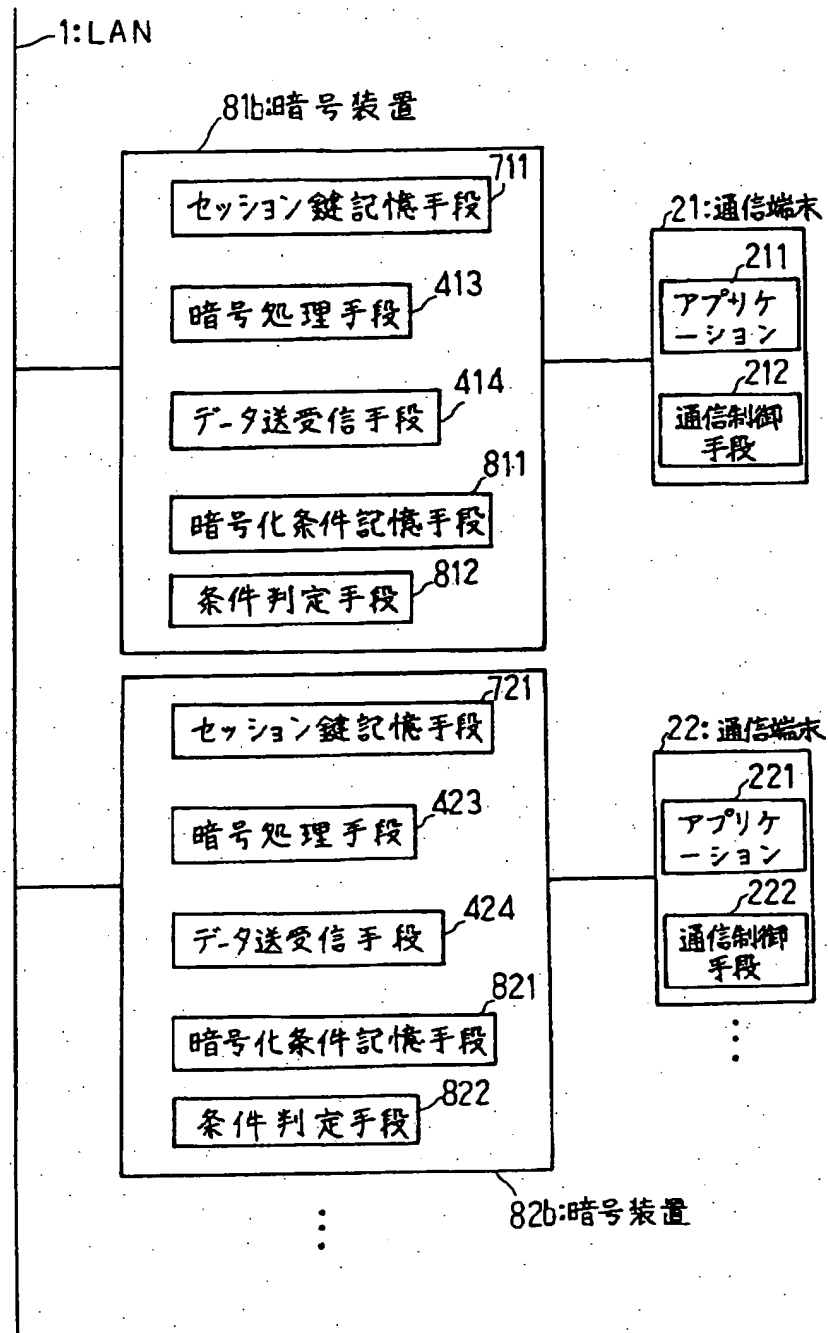 1:LAN
81b:暗号装置
711
セッション鍵記憶手段
413
暗号処理手段
414
データ送受信手段
811
暗号化条件記憶手段
812
条件判定手段
21:通信端末
211
アプリケ
ーション
212
通信制御
手段
721
セッション鍵記憶手段
423
暗号処理手段
424
データ送受信手段
821
暗号化条件記憶手段
822
条件判定手段
82b:暗号装置
22:通信端末
221
アプリケ
ーション
222
通信制御
手段